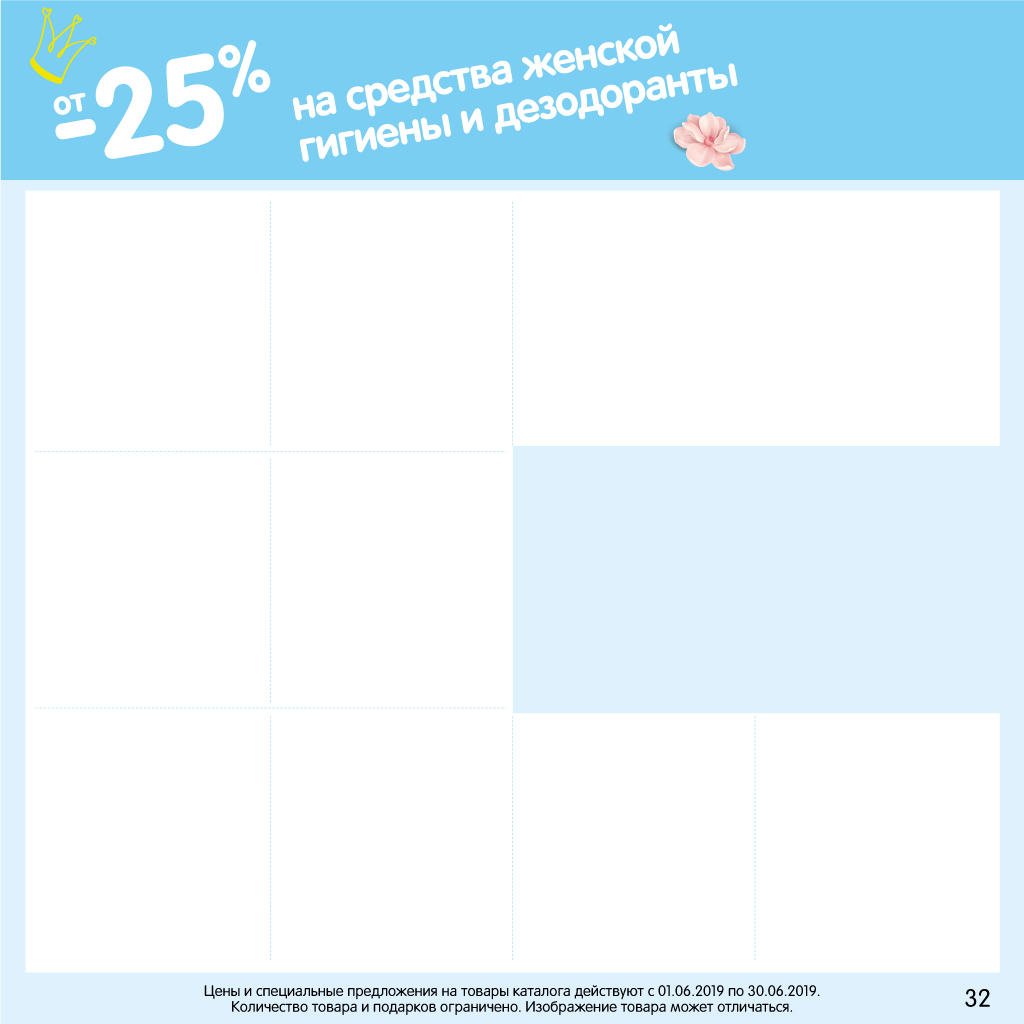 от
-25%
на средства женской
гигиены и дезодоранты
Цены и специальные предложения на товары каталога действуют с 01.06.2019 по 30.06.2019.
Количество товара и подарков ограничено. Изображение товара может отличаться.
32